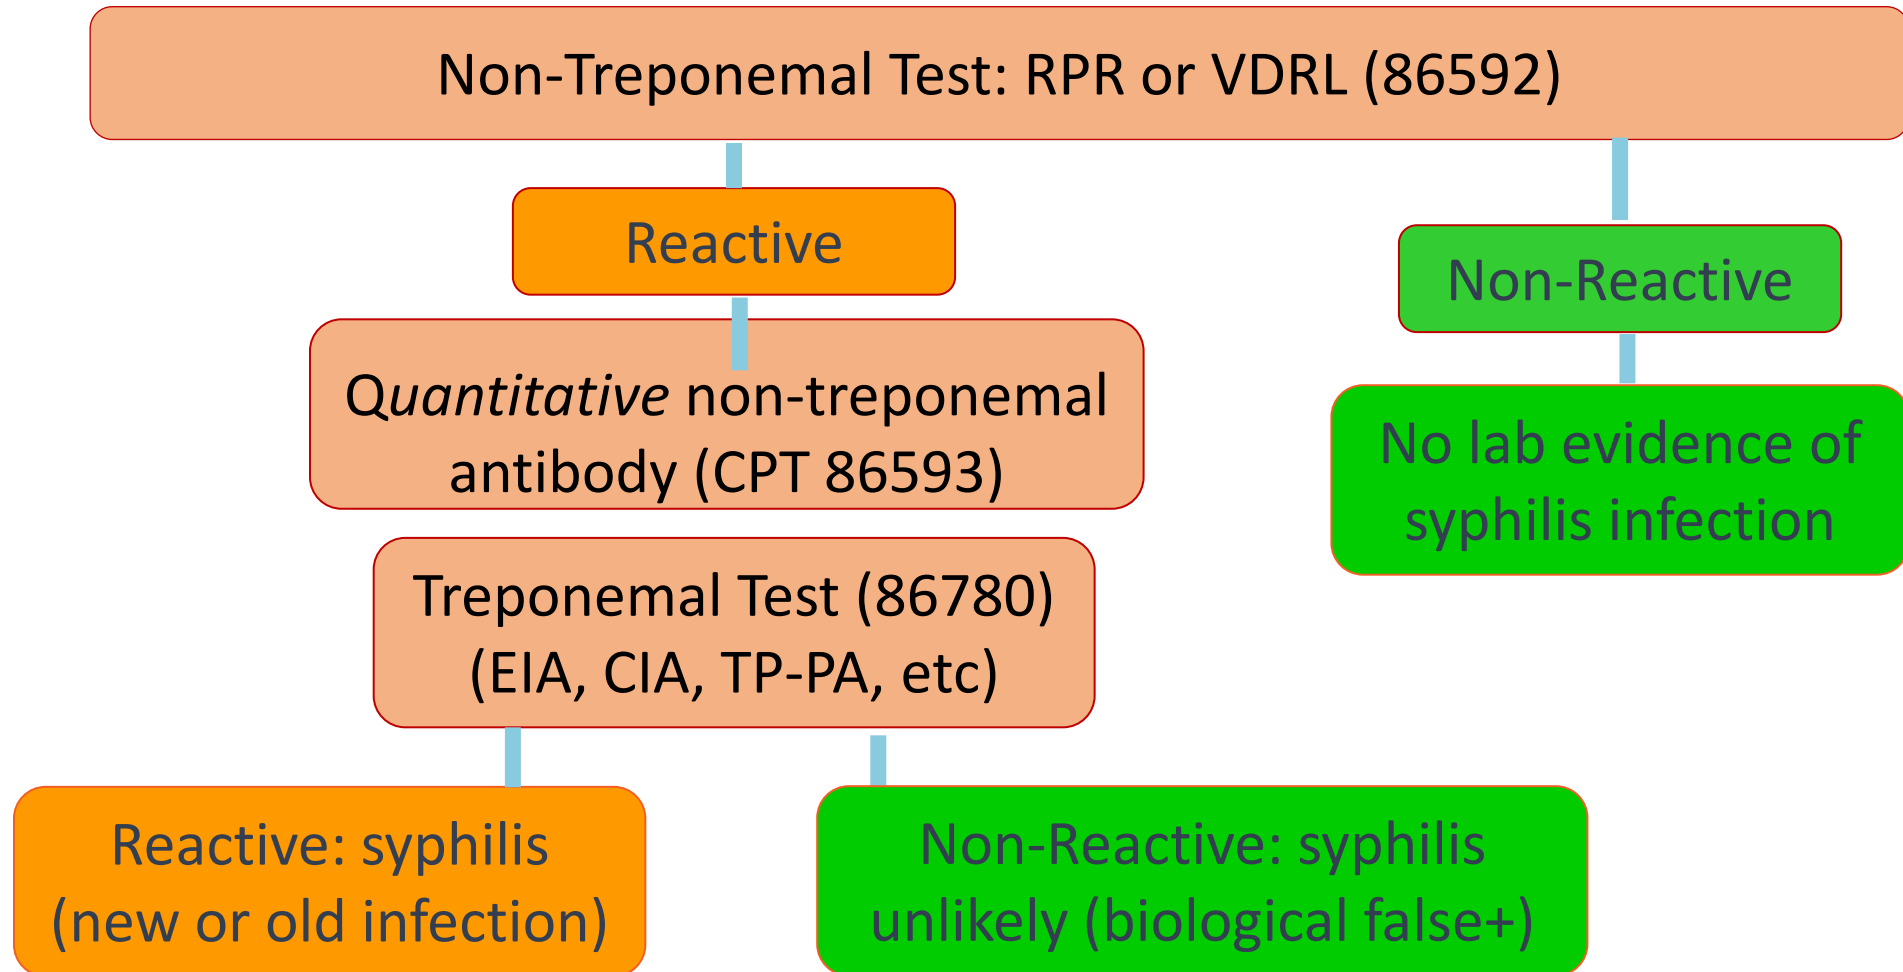 Non-Treponemal Test: RPR or VDRL (86592)
Reactive
Non-Reactive
Quantitative non-treponemal
antibody (CPT 86593)
No lab evidence of
syphilis infection
Treponemal Test (86780)
(EIA, CIA, TP-PA, etc)
Reactive: syphilis
(new or old infection)
Non-Reactive: syphilis
unlikely (biological false+)